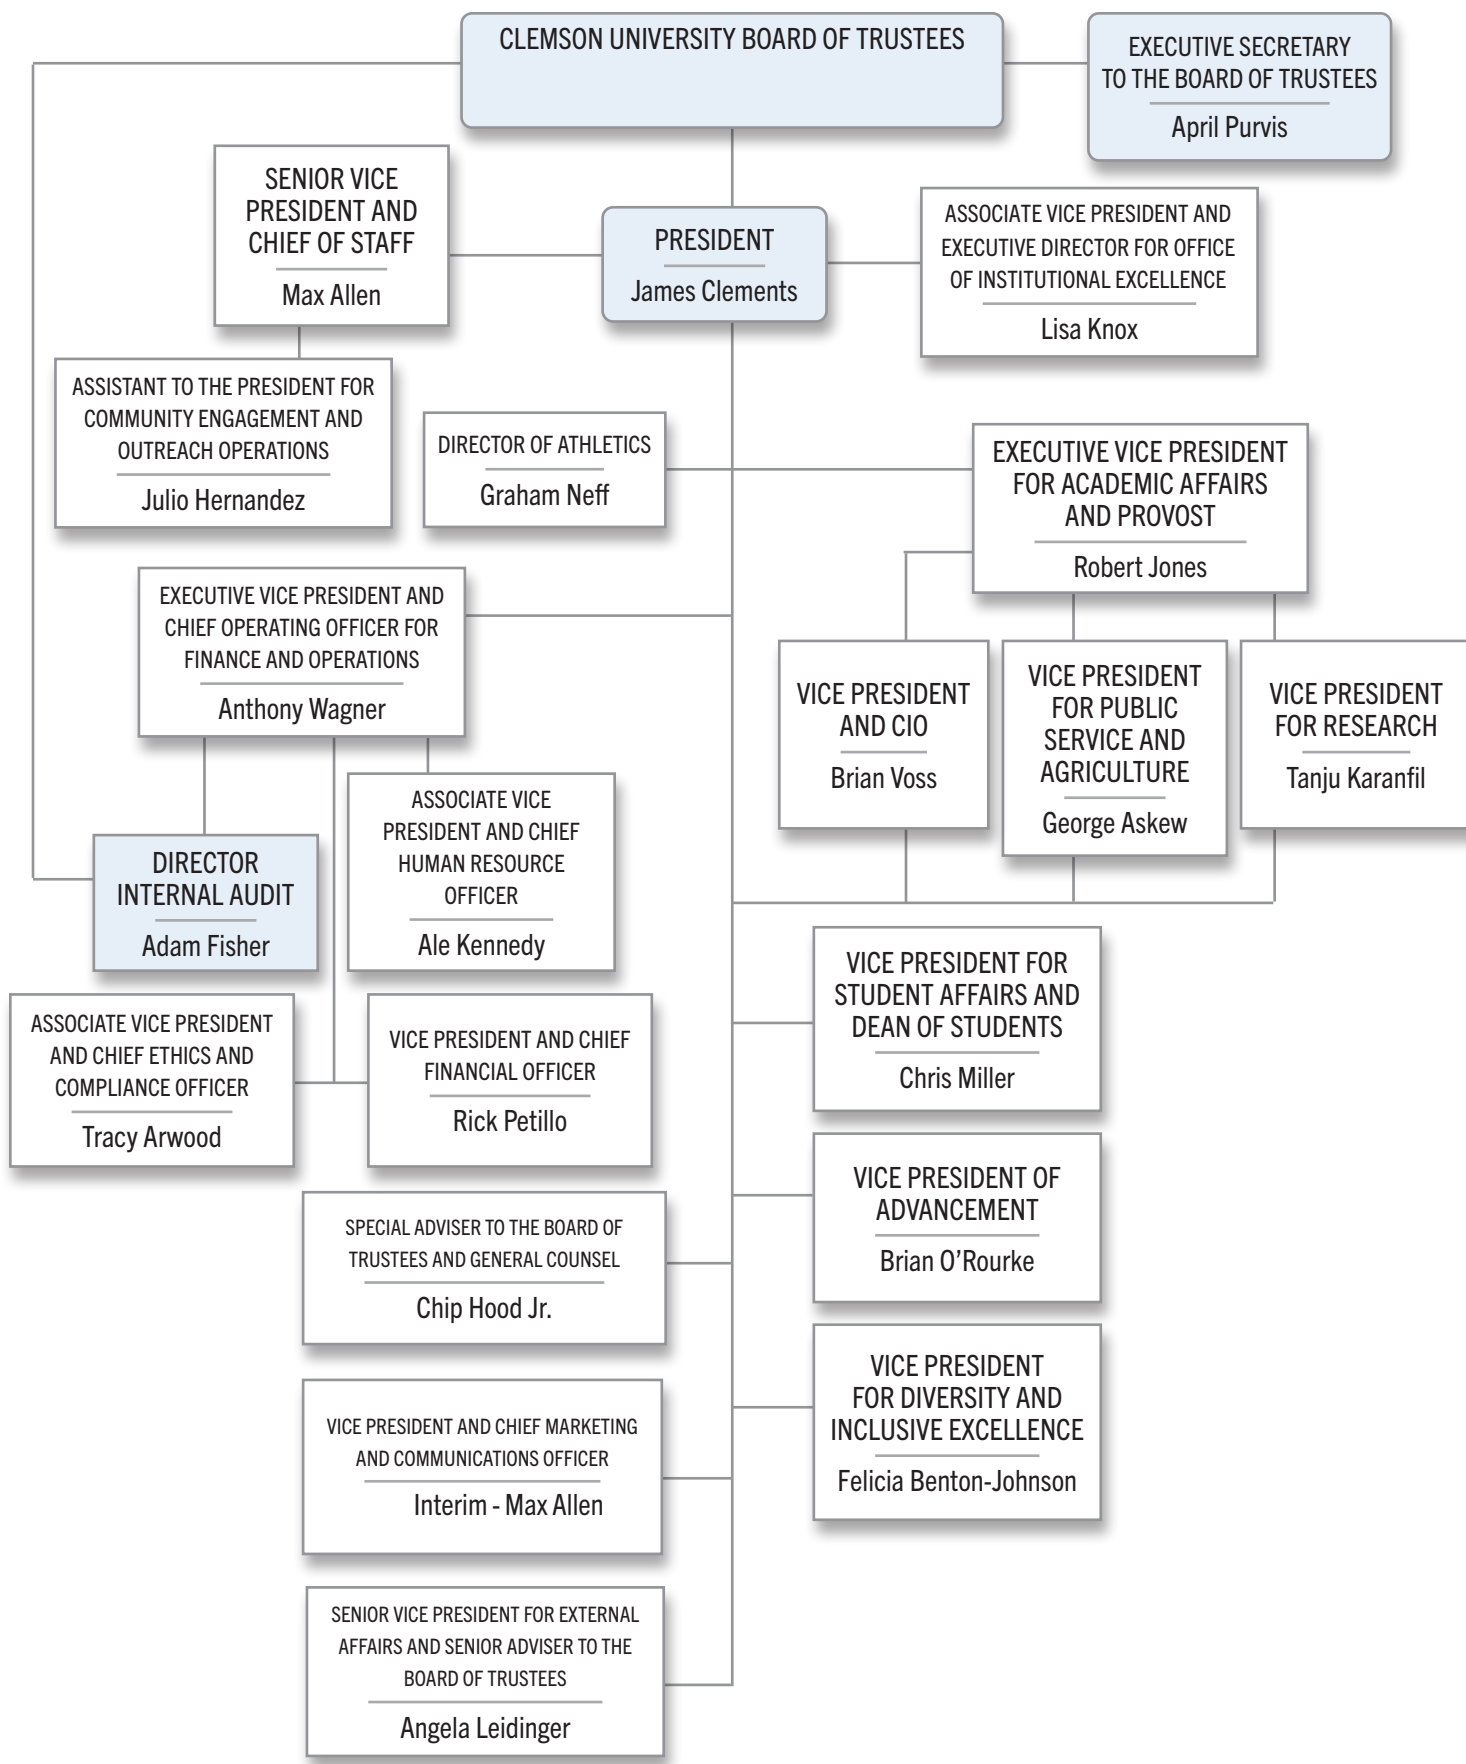 CLEMSON UNIVERSITY BOARD OF TRUSTEES
EXECUTIVE SECRETARY
TO THE BOARD OF TRUSTEES
April Purvis
SENIOR VICE
PRESIDENT AND
CHIEF OF STAFF
Max Allen
PRESIDENT
James Clements
ASSOCIATE VICE PRESIDENT AND
EXECUTIVE DIRECTOR FOR OFFICE
OF INSTITUTIONAL EXCELLENCE
Lisa Knox
ASSISTANT TO THE PRESIDENT FOR
COMMUNITY ENGAGEMENT AND
OUTREACH OPERATIONS
Julio Hernandez
DIRECTOR OF ATHLETICS
Graham Neff
EXECUTIVE VICE PRESIDENT
FOR ACADEMIC AFFAIRS
AND PROVOST
Robert Jones
EXECUTIVE VICE PRESIDENT AND
CHIEF OPERATING OFFICER FOR
FINANCE AND OPERATIONS
Anthony Wagner
VICE PRESIDENT
AND CIO
Brian Voss
VICE PRESIDENT
FOR PUBLIC
SERVICE AND
AGRICULTURE
George Askew
VICE PRESIDENT
FOR RESEARCH
Tanju Karanfil
ASSOCIATE VICE
PRESIDENT AND CHIEF
HUMAN RESOURCE
OFFICER
Ale Kennedy
DIRECTOR
INTERNAL AUDIT
Adam Fisher
VICE PRESIDENT FOR
STUDENT AFFAIRS AND
DEAN OF STUDENTS
Chris Miller
ASSOCIATE VICE PRESIDENT
AND CHIEF ETHICS AND
COMPLIANCE OFFICER
Tracy Arwood
VICE PRESIDENT AND CHIEF
FINANCIAL OFFICER
Rick Petillo
VICE PRESIDENT OF
ADVANCEMENT
Brian O'Rourke
SPECIAL ADVISER TO THE BOARD OF
TRUSTEES AND GENERAL COUNSEL
Chip Hood Jr.
VICE PRESIDENT
FOR DIVERSITY AND
INCLUSIVE EXCELLENCE
Felicia Benton-Johnson
VICE PRESIDENT AND CHIEF MARKETING
AND COMMUNICATIONS OFFICER
Interim - Max Allen
SENIOR VICE PRESIDENT FOR EXTERNAL
AFFAIRS AND SENIOR ADVISER TO THE
BOARD OF TRUSTEES
Angela Leidinger